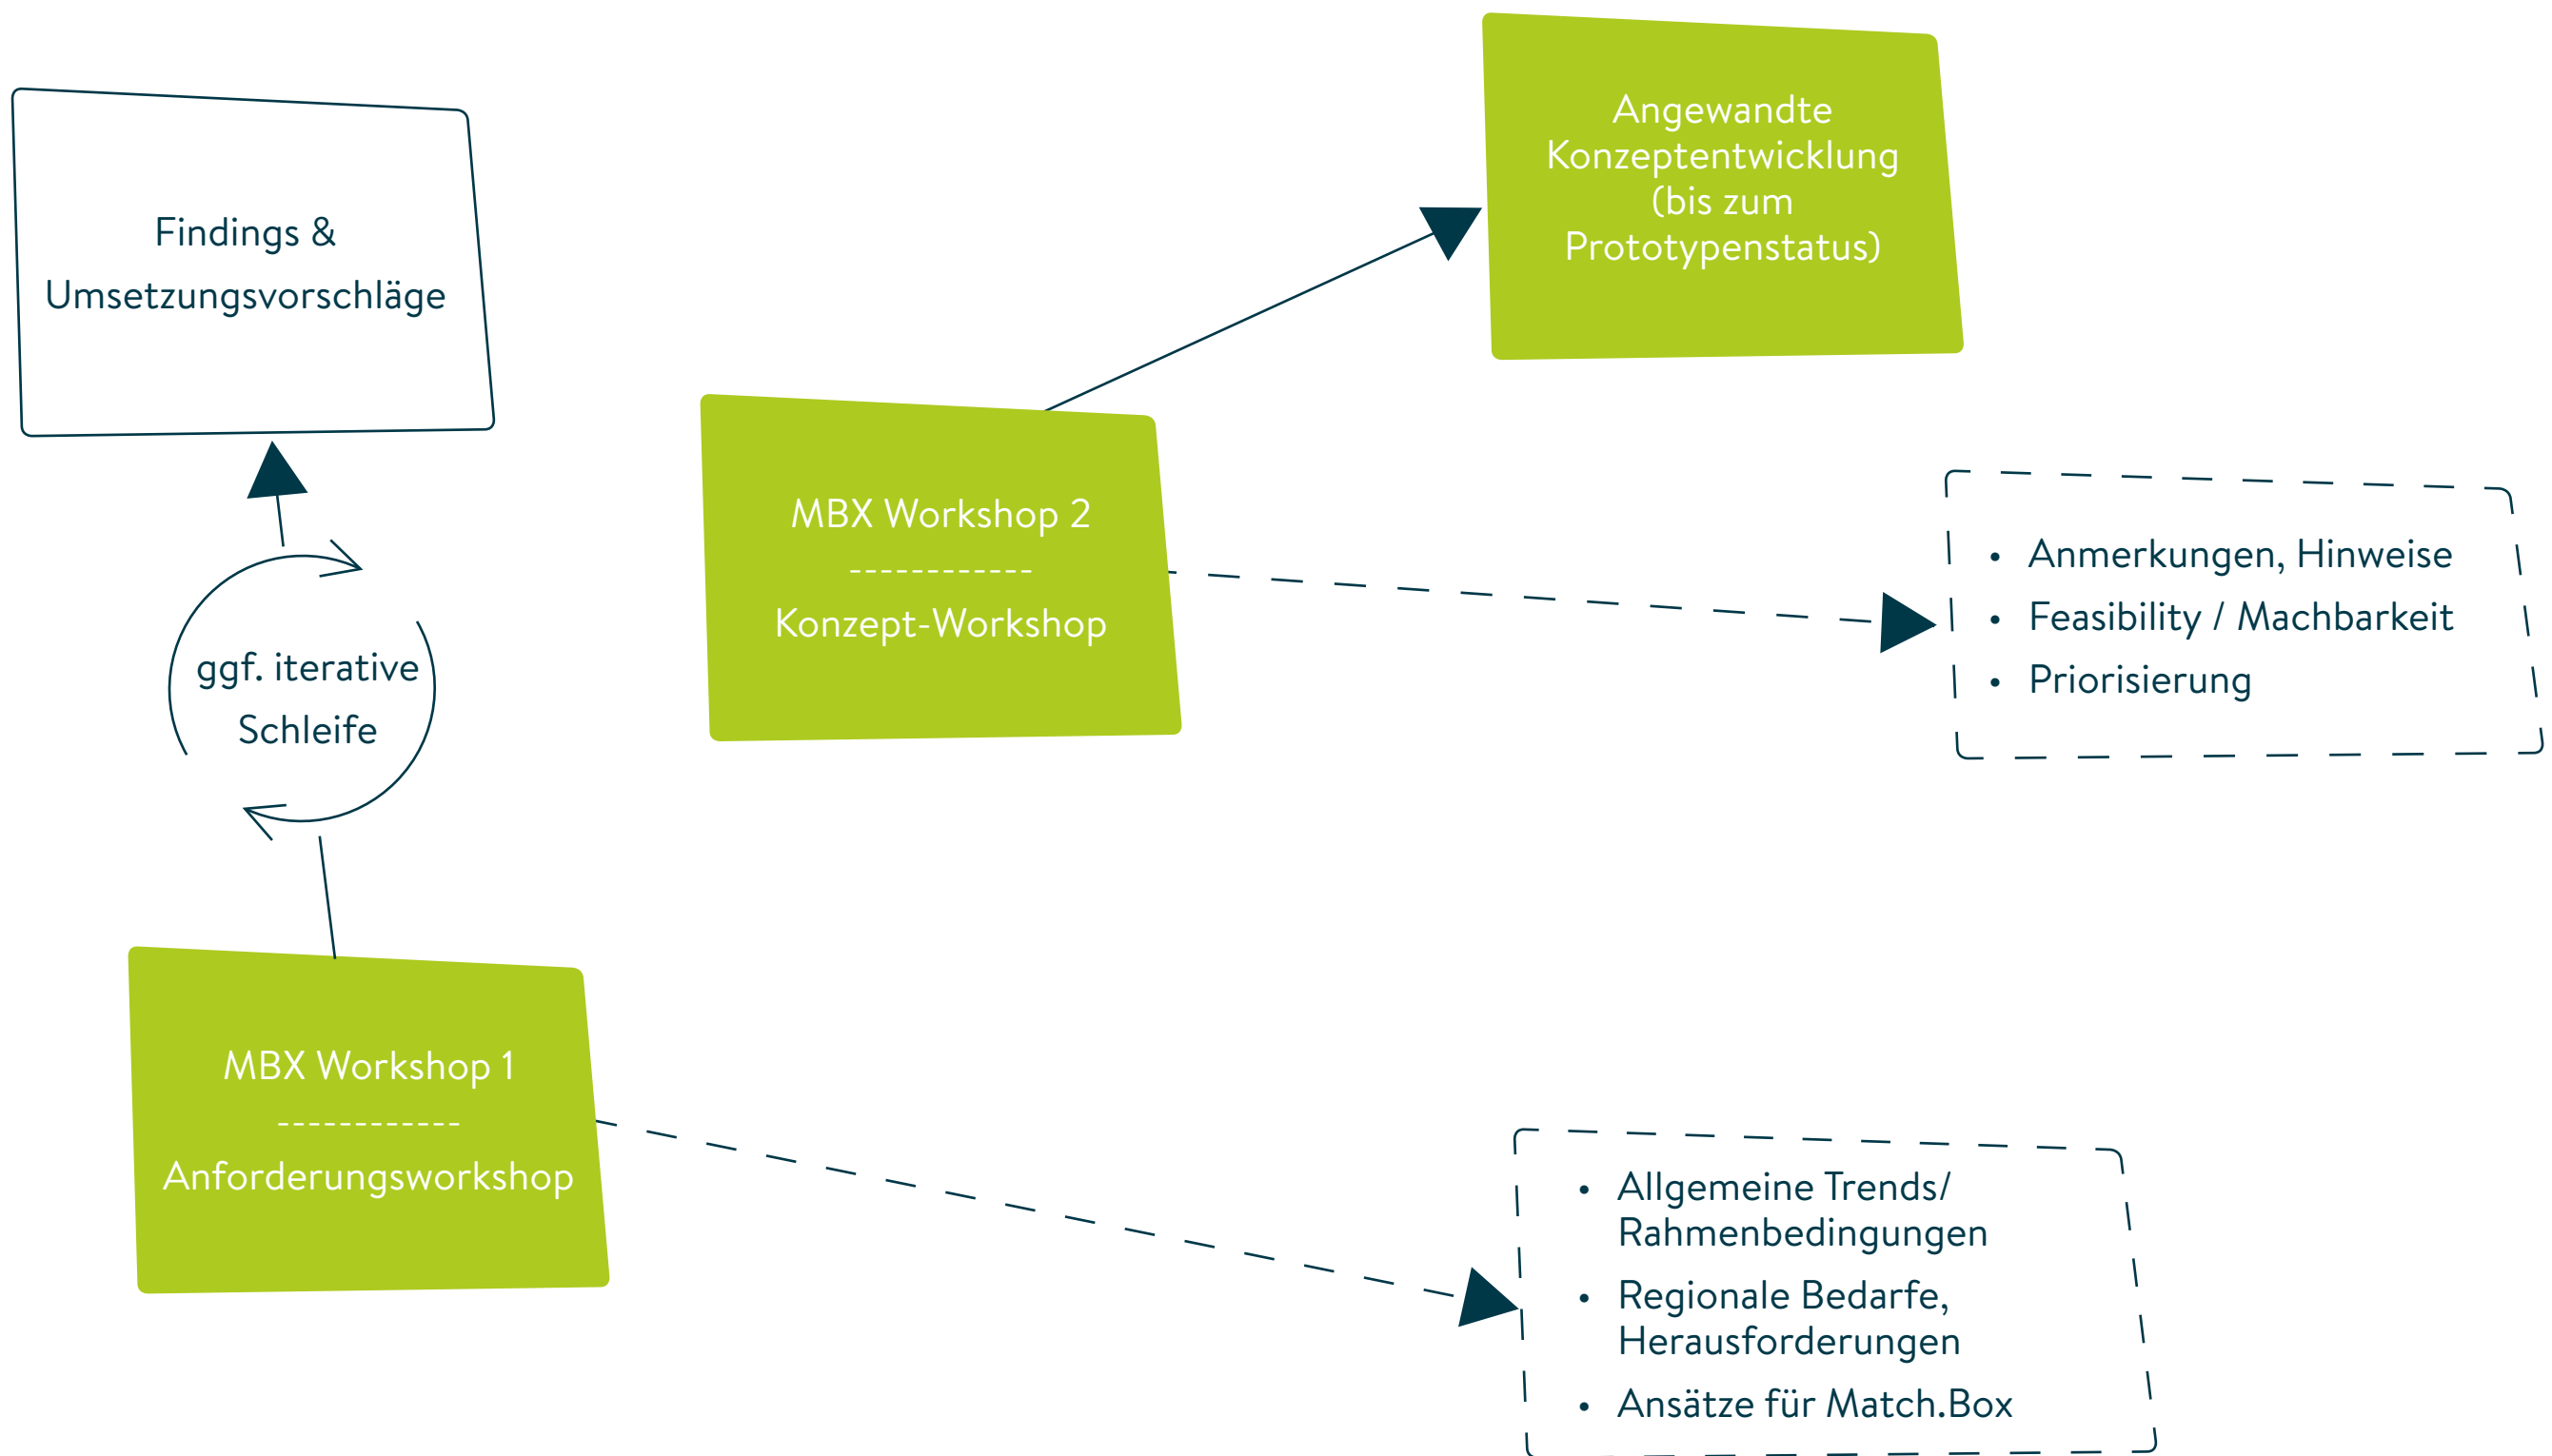 Angewandte
Konzeptentwicklung
(bis zum
Prototypenstatus)
Findings &
Umsetzungsvorschläge
MBX Workshop 2
------------
Konzept-Workshop
• Anmerkungen, Hinweise
• Feasibility / Machbarkeit
• Priorisierung
ggf. iterative
Schleife
MBX Workshop 1
------------
Anforderungsworkshop
• Allgemeine Trends/
Rahmenbedingungen
• Regionale Bedarfe,
Herausforderungen
• Ansätze für Match.Box